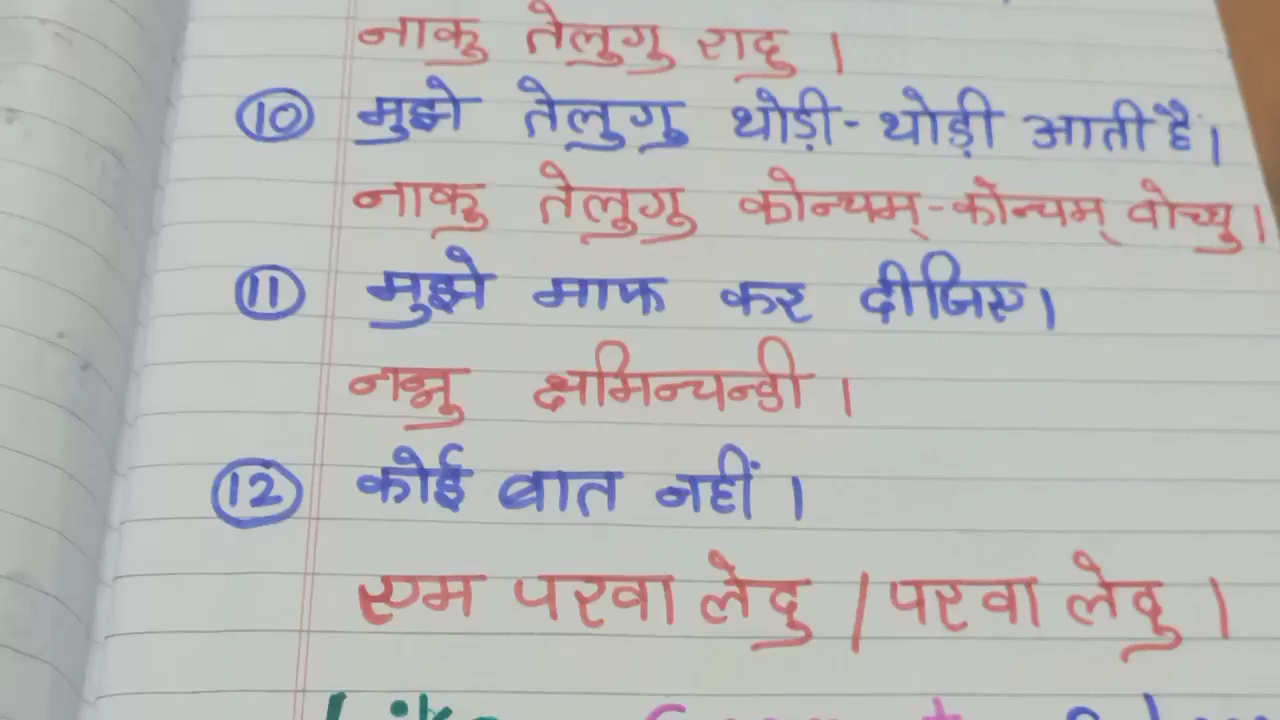 नाकु तेलुगु रादु ।
10 मुझे तेलुगु थोड़ी-थोड़ी आती है ।
नाकु तेलुगु कोन्चम्-कोन्चम् वोच्चु ।
11 मुझे माफ कर दीजिए ।
नन्नु क्षमिन्चन्डी ।
12 कोई बात नहीं ।
एम परवा लेदु / परवा लेदु ।